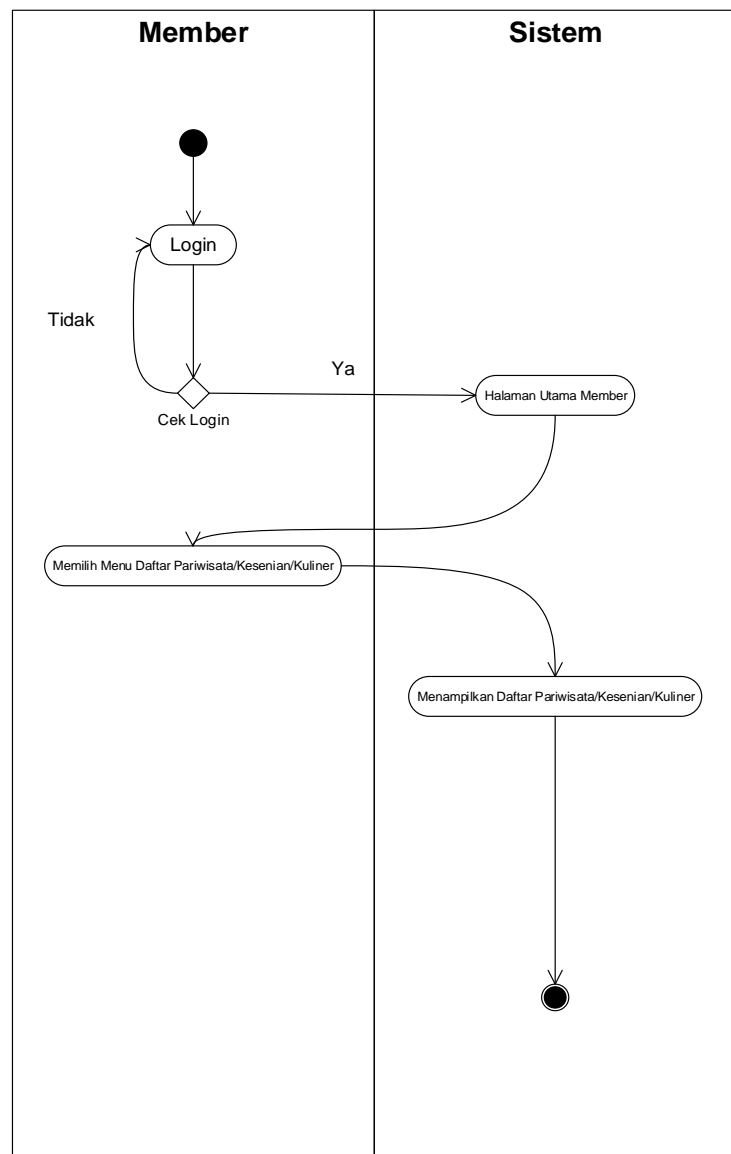 Member
Sistem
Login
Tidak
Ya
Cek Login
Halaman Utama Member
Memilih Menu Daftar Pariwisata/Kesenian/Kuliner
Menampilkan Daftar Pariwisata/Kesenian/Kuliner